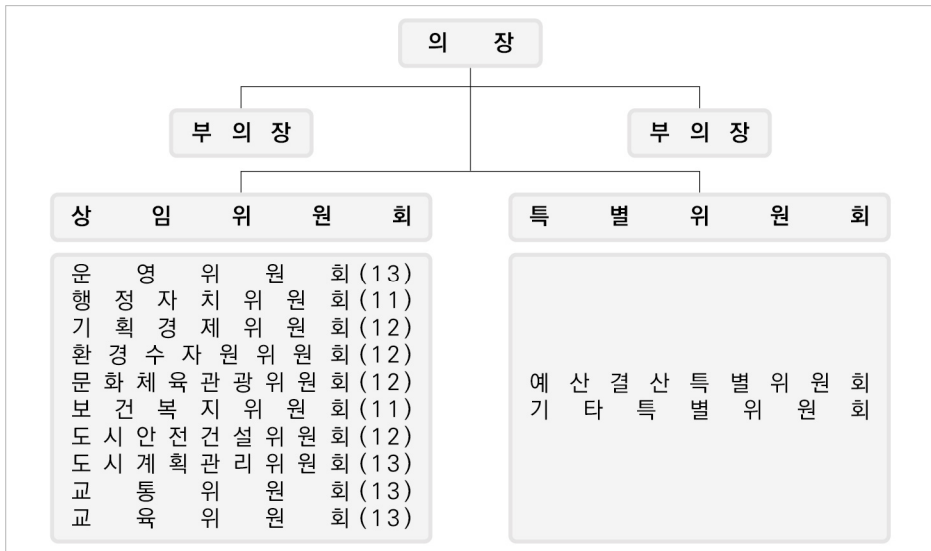 의 장
부 의 장
부 의 장
상 임 위 원 회
특 별 위 원 회
운 영 위 원 회 (13)
행 정 자 치 위 원 회 (11)
기 획 경 제 위 원 회 (12)
환 경 수 자 원 위 원 회 (12)
문 화 체 육 관 광 위 원 회 (12)
보 건 복 지 위 원 회 (11)
도 시 안 전 건 설 위 원 회 (12)
도 시 계 획 관 리 위 원 회 (13)
교 통 위 원 회 (13)
교 육 위 원 회 (13)
예 산 결 산 특 별 위 원 회
기 타 특 별 위 원 회